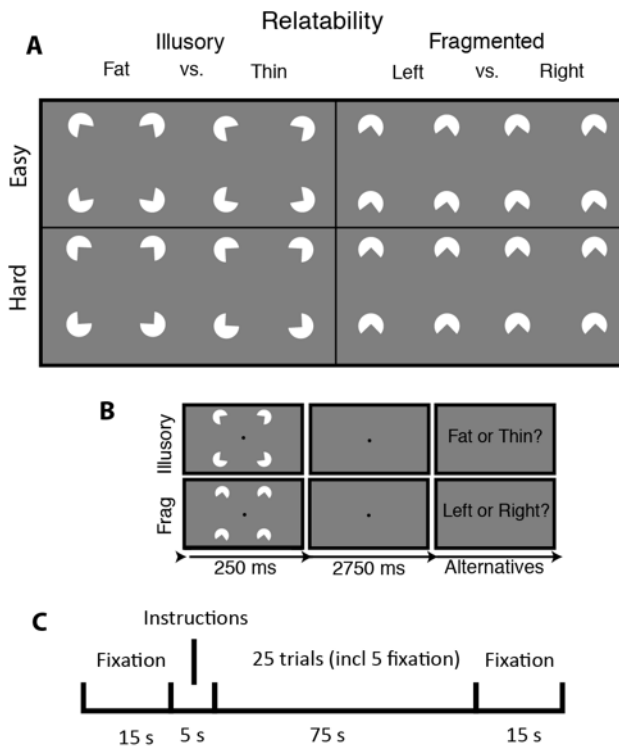 Relatability
A
Illusory
Fragmented
Fat vs. Thin
Left vs. Right
Easy
Hard
B
Illusory
Fat or Thin?
Frag
Left or Right?
250 ms 2750 ms Alternatives
C
Instructions
Fixation 25 trials (incl 5 fixation) Fixation
15 s 5 s 75 s 15 s